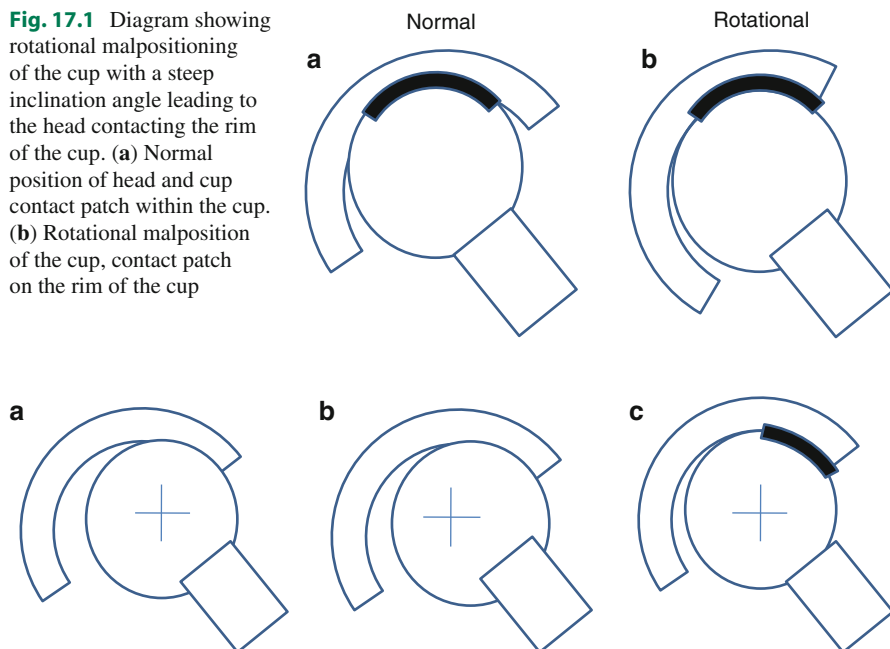 Fig. 17.1 Diagram showing
rotational malpositioning
of the cup with a steep
inclination angle leading to
the head contacting the rim
of the cup. (a) Normal
position of head and cup
contact patch within the cup.
(b) Rotational malposition
of the cup, contact patch
on the rim of the cup
Normal
Rotational
a
b
a
b
c